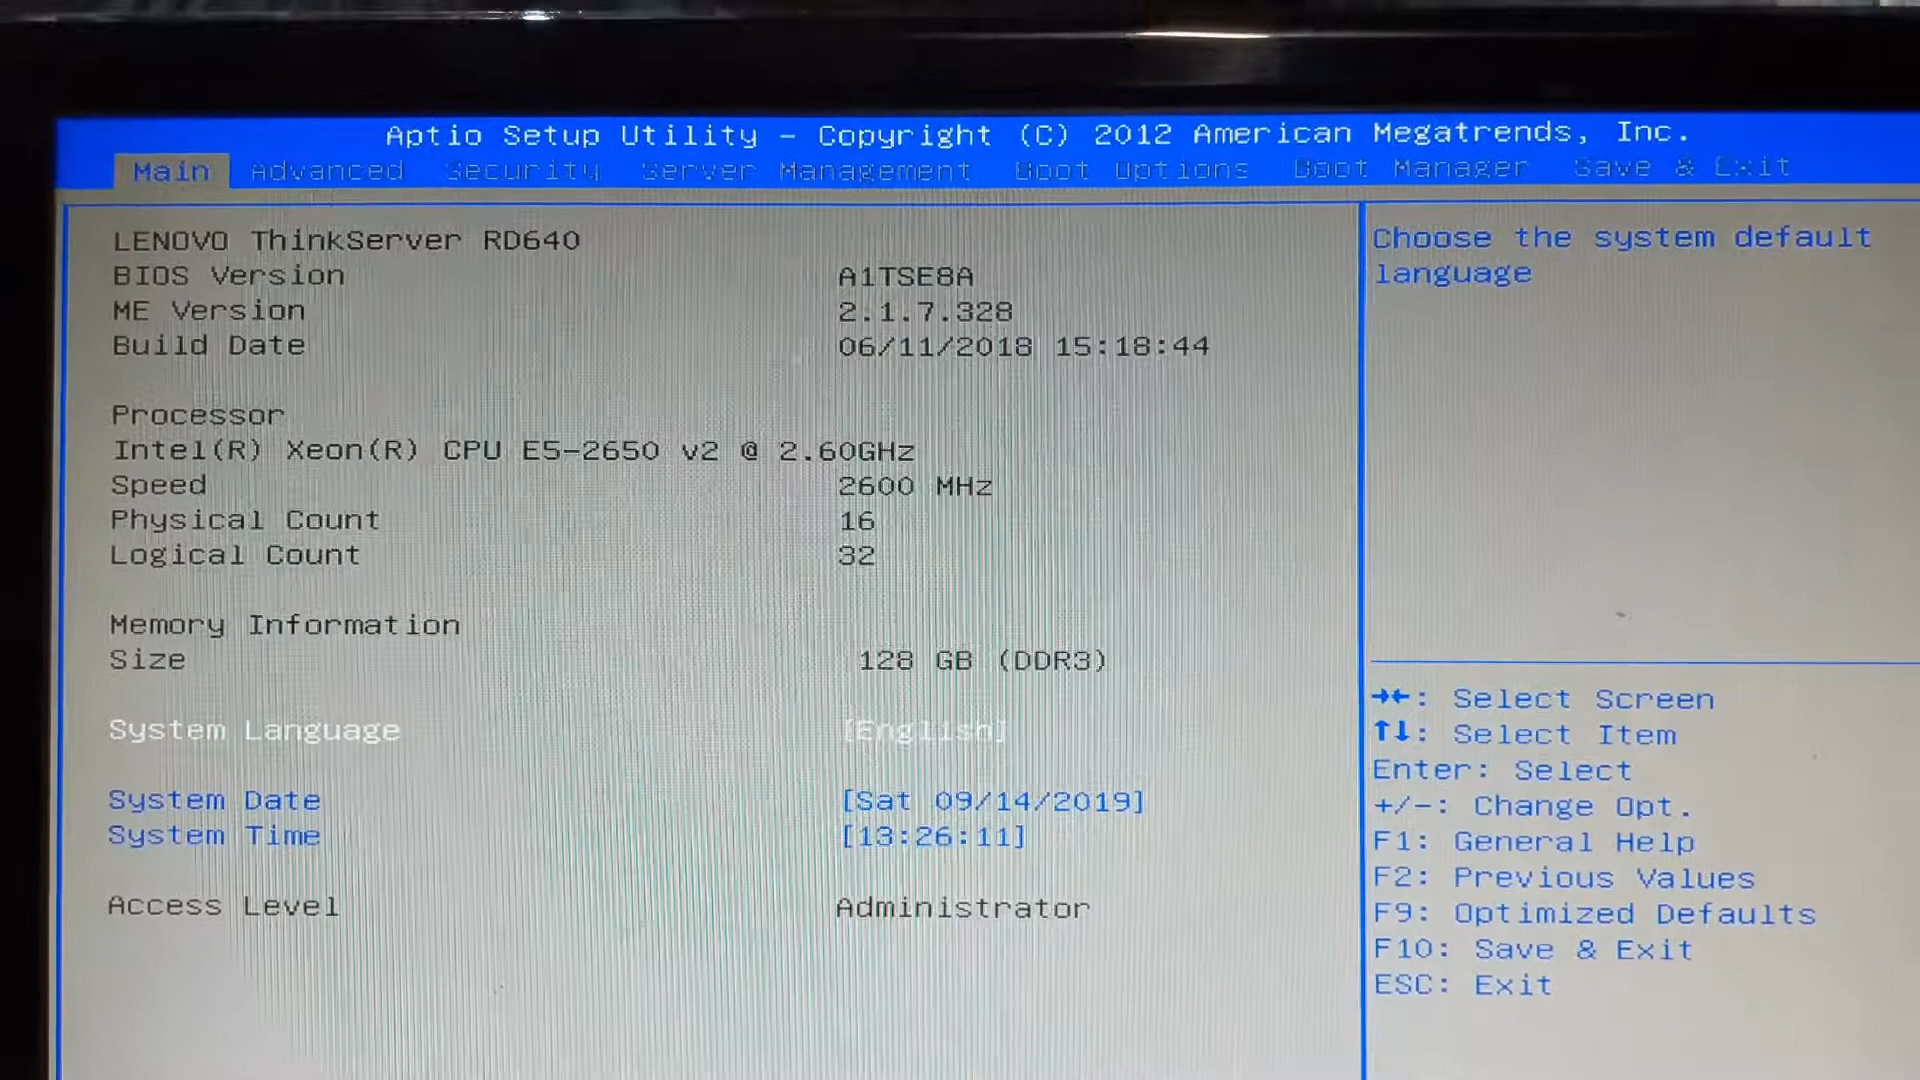 Aptio Setup Utility - Copyright (C) 2012 American Megatrends, Inc.
Main Advanced Security Server Management Boot Options Boot Manager Save & Exit
LENOVO ThinkServer RD640
BIOS Version A1TSE8A
ME Version 2.1.7.328
Build Date 06/11/2018 15:18:44
Processor
Intel(R) Xeon(R) CPU E5-2650 v2 @ 2.60GHz
Speed 2600 MHz
Physical Count 16
Logical Count 32
Memory Information
Size 128 GB (DDR3)
System Language [English]
System Date [Sat 09/14/2019]
System Time [13:26:11]
Access Level Administrator
Choose the system default
language
→←: Select Screen
↑↓: Select Item
Enter: Select
+/-: Change Opt.
F1: General Help
F2: Previous Values
F9: Optimized Defaults
F10: Save & Exit
ESC: Exit